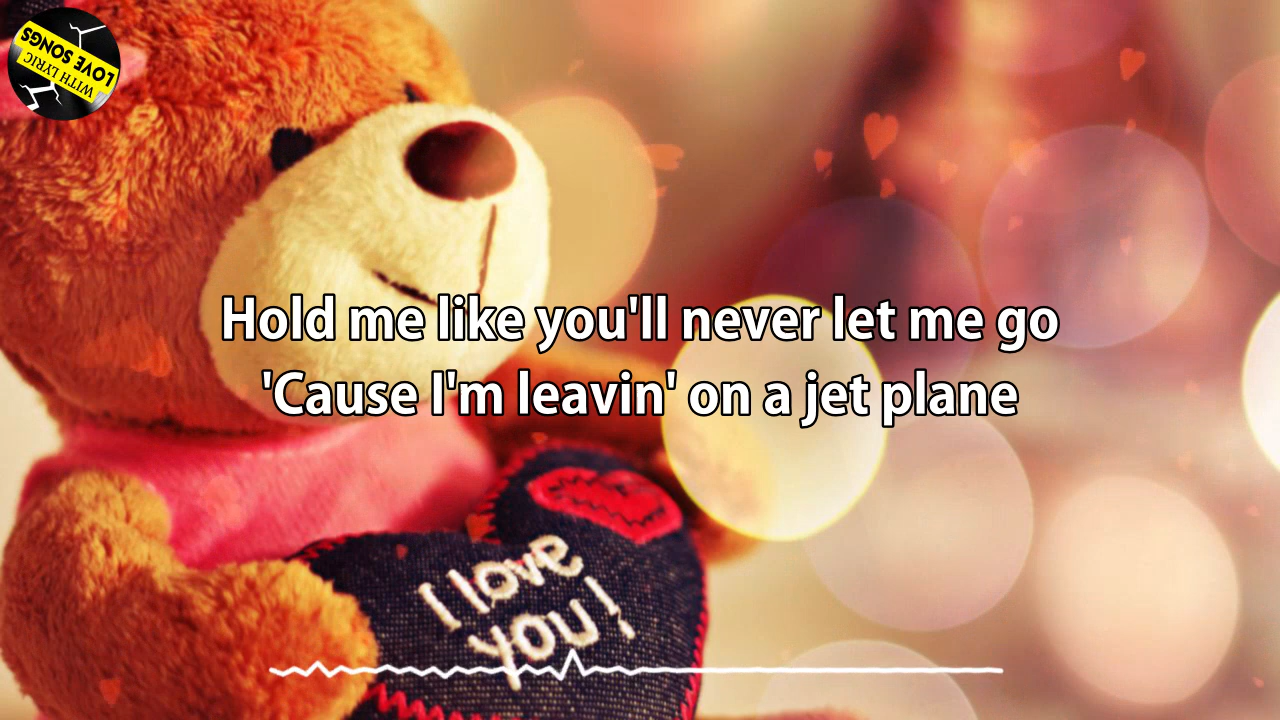 WITH LYRIC
LOVE SONGS
Hold me like you'll never let me go
'Cause I'm leavin' on a jet plane
I love
you!